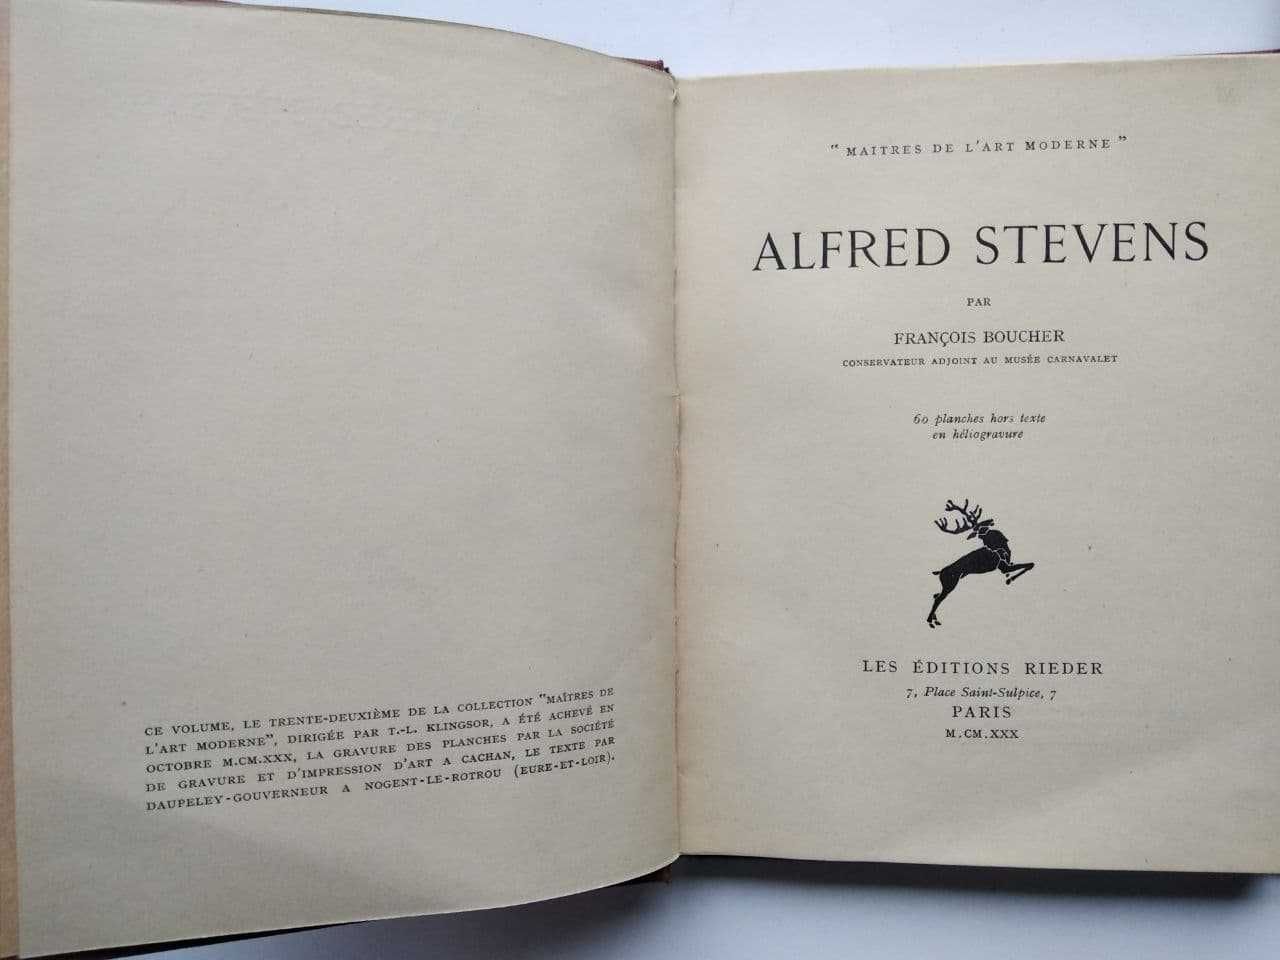 CE VOLUME, LE TRENTE-DEUXIÈME DE LA COLLECTION "MAÎTRES DE
L'ART MODERNE", DIRIGÉE PAR T.-L. KLINGSOR, A ÉTÉ ACHEVÉ EN
OCTOBRE M.CM.XXX, LA GRAVURE DES PLANCHES PAR LA SOCIÉTÉ
DE GRAVURE ET D'IMPRESSION D'ART A CACHAN, LE TEXTE PAR
DAUPELEY-GOUVERNEUR A NOGENT-LE-ROTROU (EURE-ET-LOIR).
" MAITRES DE L'ART MODERNE "
ALFRED STEVENS
PAR
FRANÇOIS BOUCHER
CONSERVATEUR ADJOINT AU MUSÉE CARNAVALET
60 planches hors texte
en héliogravure
LES ÉDITIONS RIEDER
7, Place Saint-Sulpice, 7
PARIS
M.CM.XXX